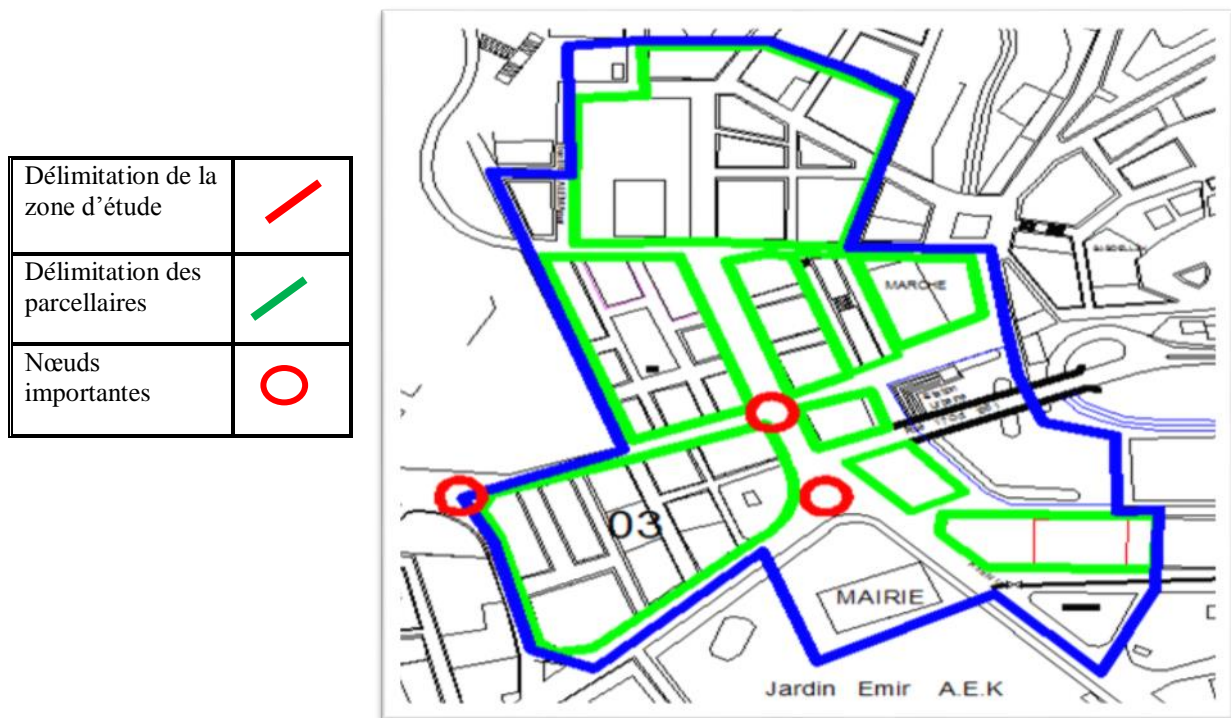 Délimitation de la
zone d’étude
Délimitation des
parcellaires
Nœuds
importantes
MARCHE
03
MAIRIE
Jardin Emir A.E.K